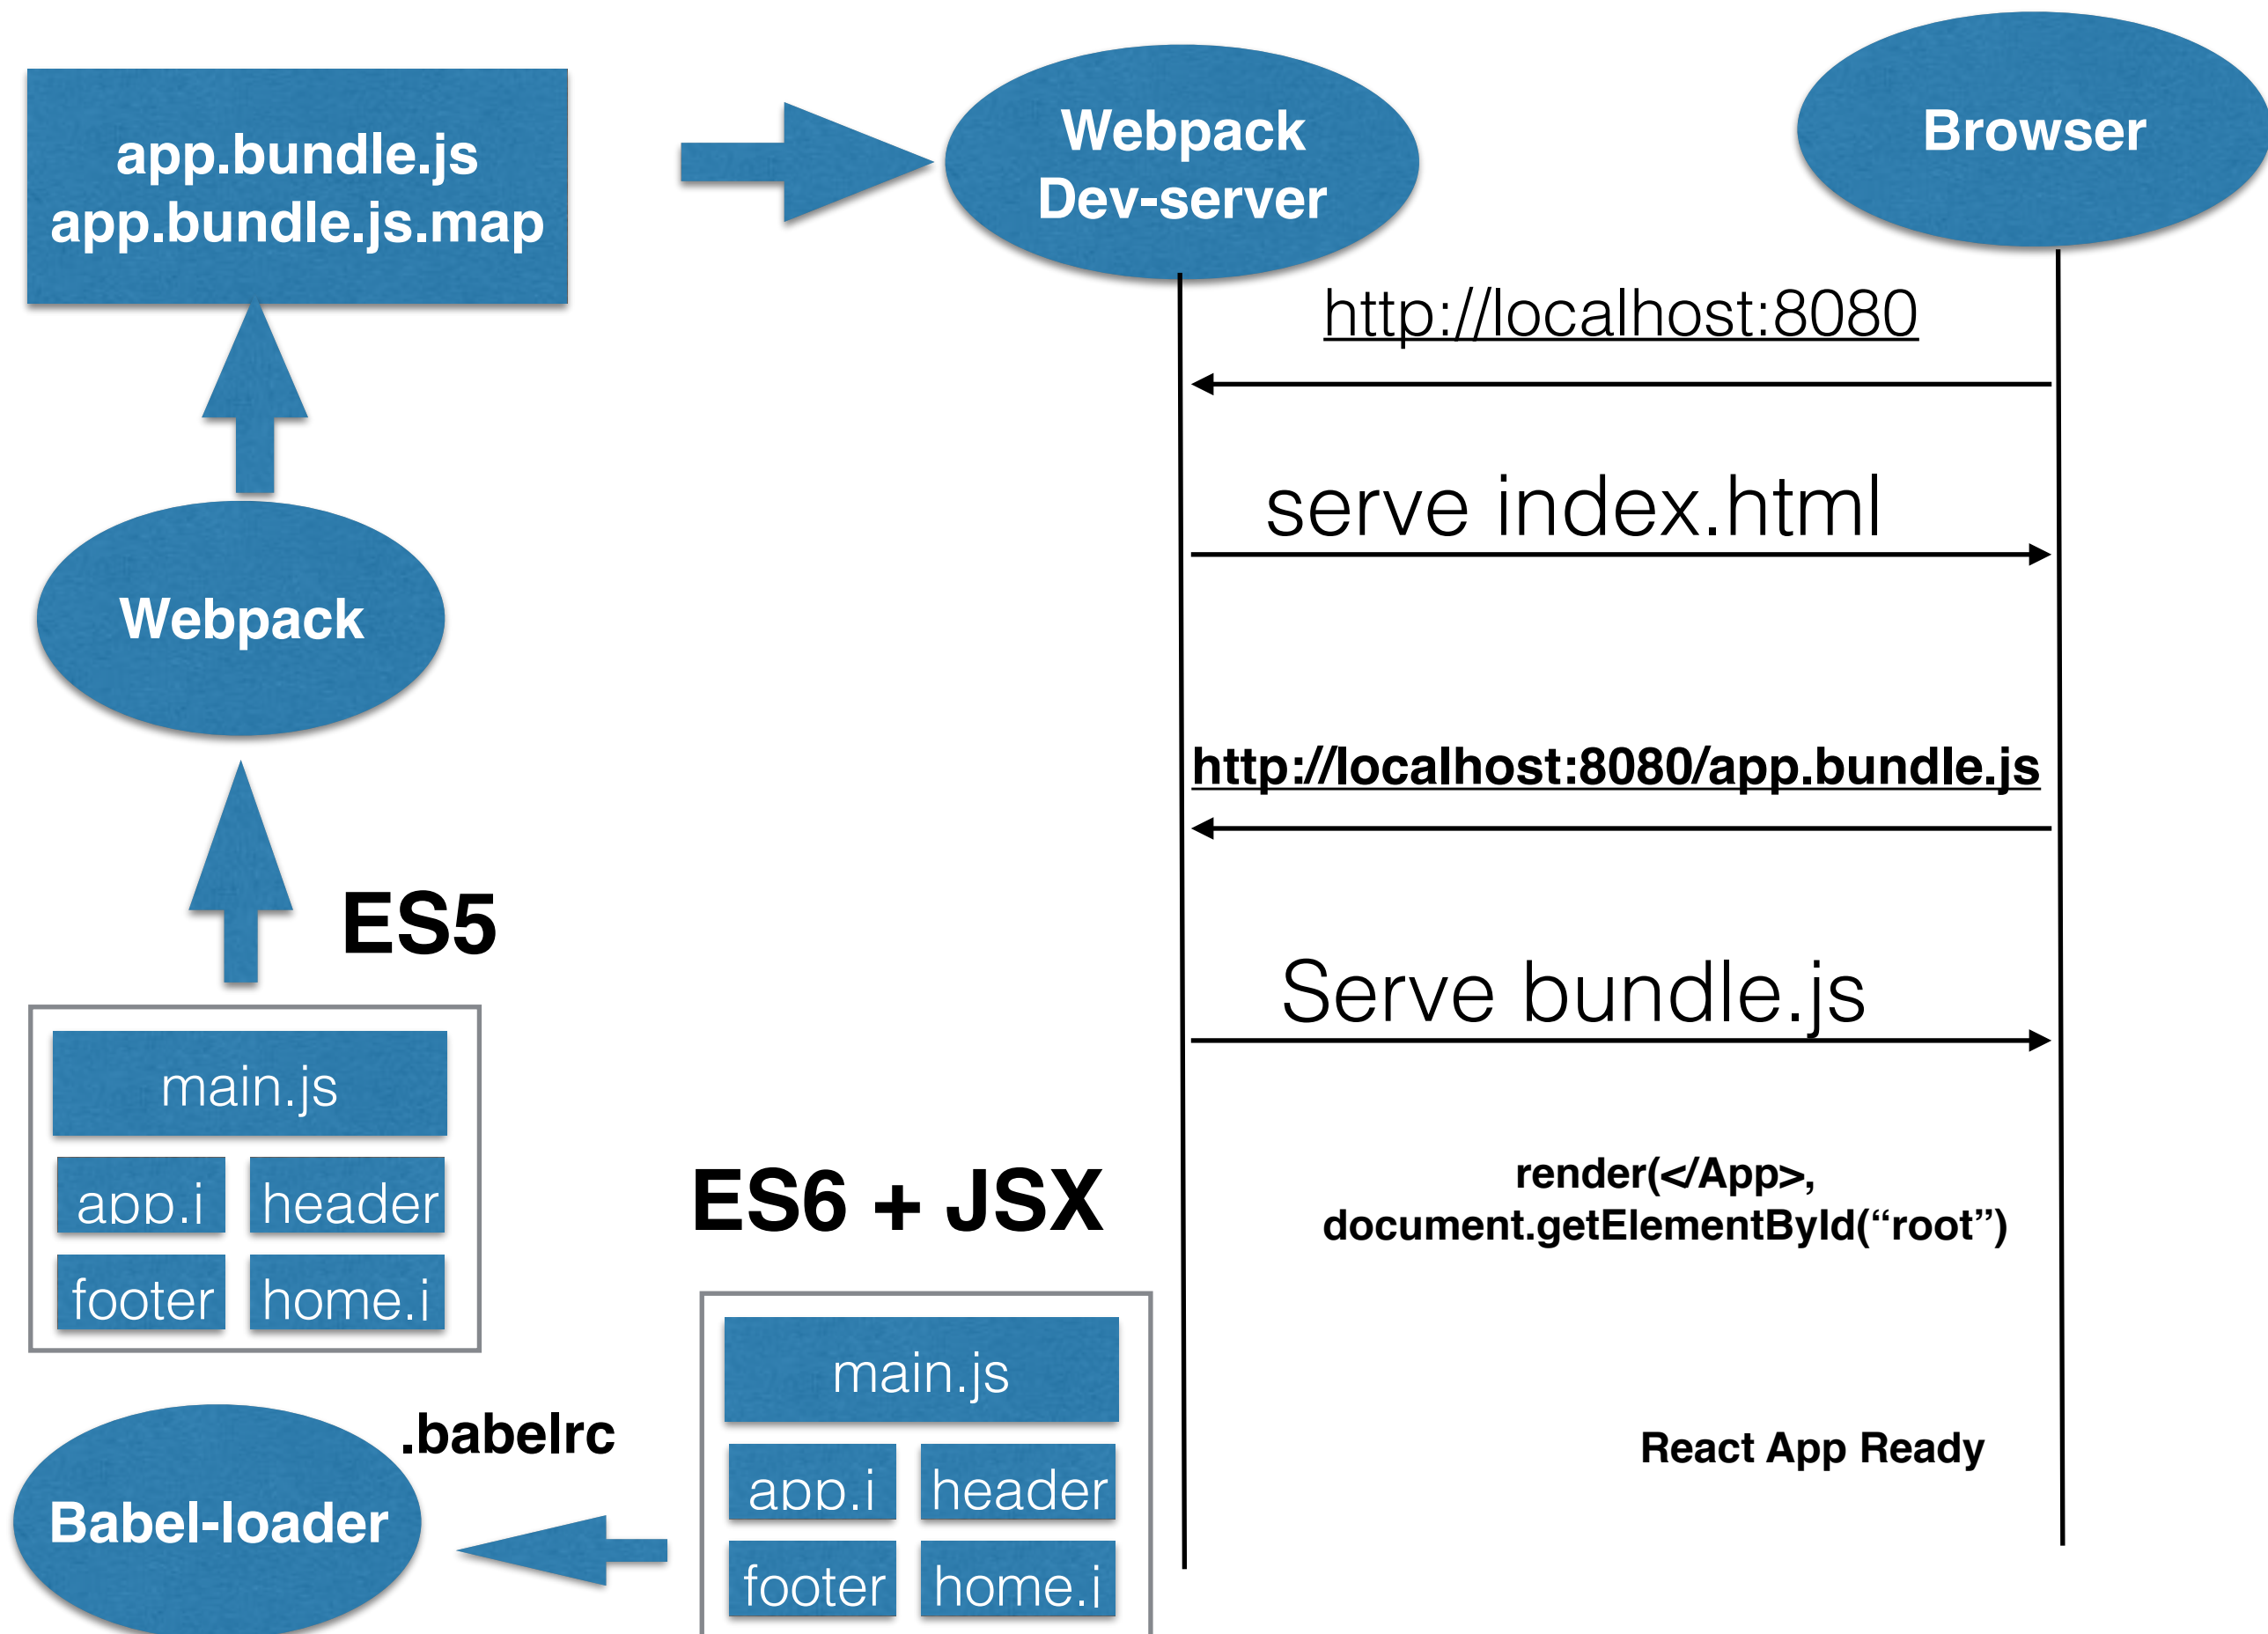 app.bundle.js
app.bundle.js.map
Webpack
Dev-server
Browser
http://localhost:8080
serve index.html
Webpack
http://localhost:8080/app.bundle.js
ES5
Serve bundle.js
main.js
app.j
header
footer
home.j
ES6 + JSX
render(</App>,
document.getElementById(“root”)
main.js
app.j
header
footer
home.j
.babelrc
Babel-loader
React App Ready